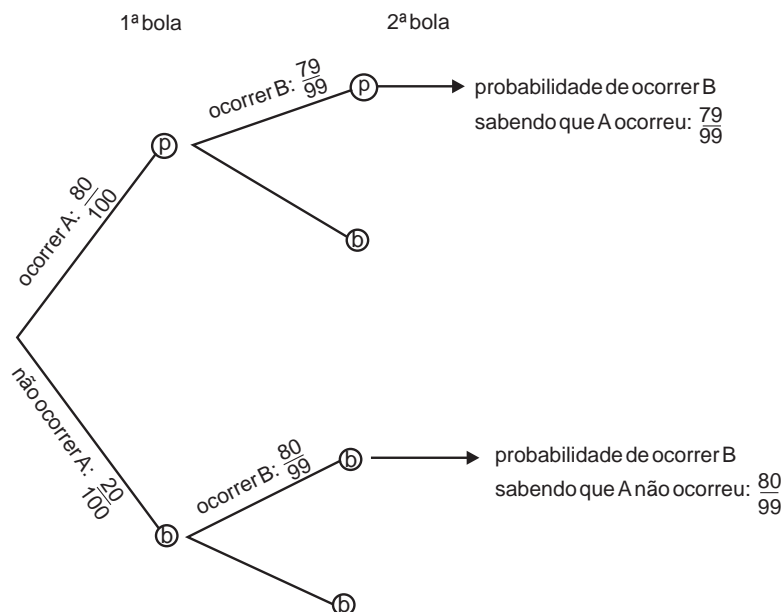 1ª bola 2ª bola
ocorrer B: 79/99
p
probabilidade de ocorrer B
sabendo que A ocorreu: 79/99
p
ocorrer A: 80/100
b
não ocorrer A: 20/100
ocorrer B: 80/99
b
probabilidade de ocorrer B
sabendo que A não ocorreu: 80/99
b
b